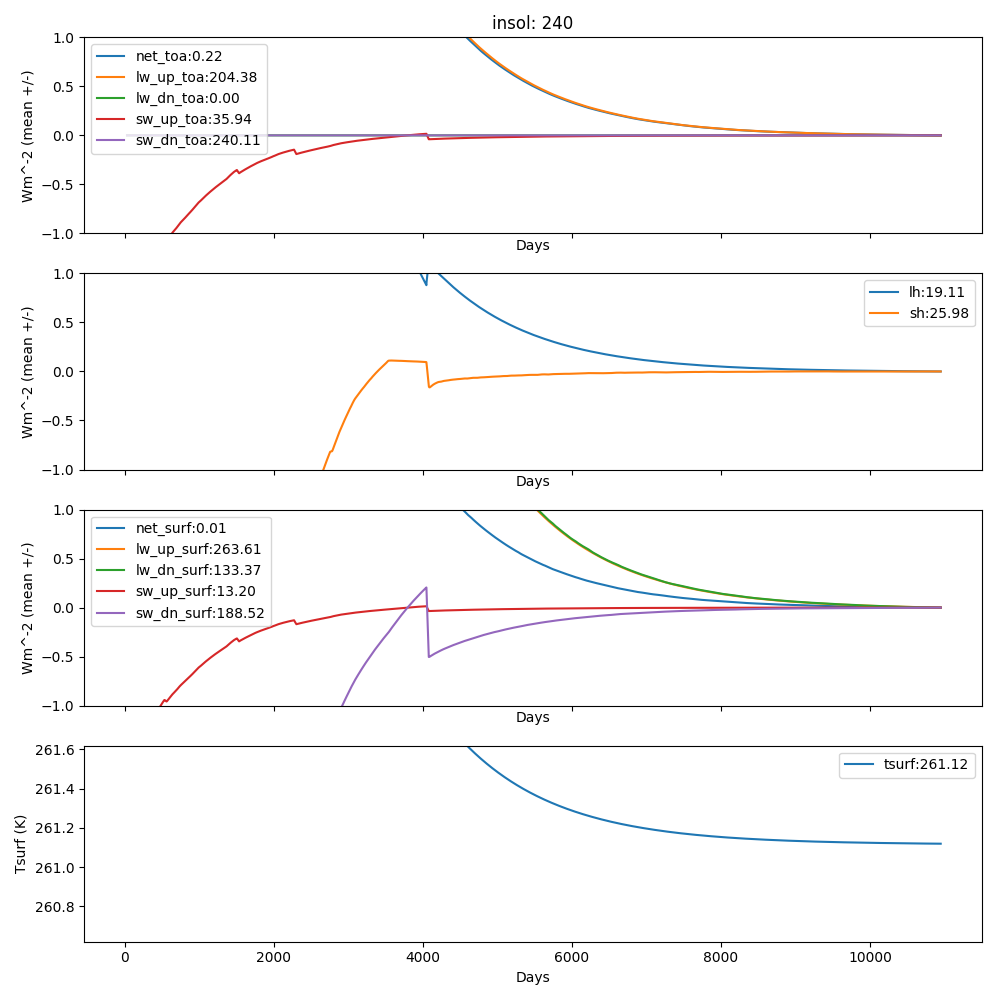 insol: 240
1.0
0.5
0.0
−0.5
−1.0
Wm^-2 (mean +/-)
net_toa:0.22
lw_up_toa:204.38
lw_dn_toa:0.00
sw_up_toa:35.94
sw_dn_toa:240.11
Days
1.0
0.5
0.0
−0.5
−1.0
Wm^-2 (mean +/-)
lh:19.11
sh:25.98
Days
1.0
0.5
0.0
−0.5
−1.0
Wm^-2 (mean +/-)
net_surf:0.01
lw_up_surf:263.61
lw_dn_surf:133.37
sw_up_surf:13.20
sw_dn_surf:188.52
Days
261.6
261.4
261.2
261.0
260.8
Tsurf (K)
tsurf:261.12
0 2000 4000 6000 8000 10000
Days